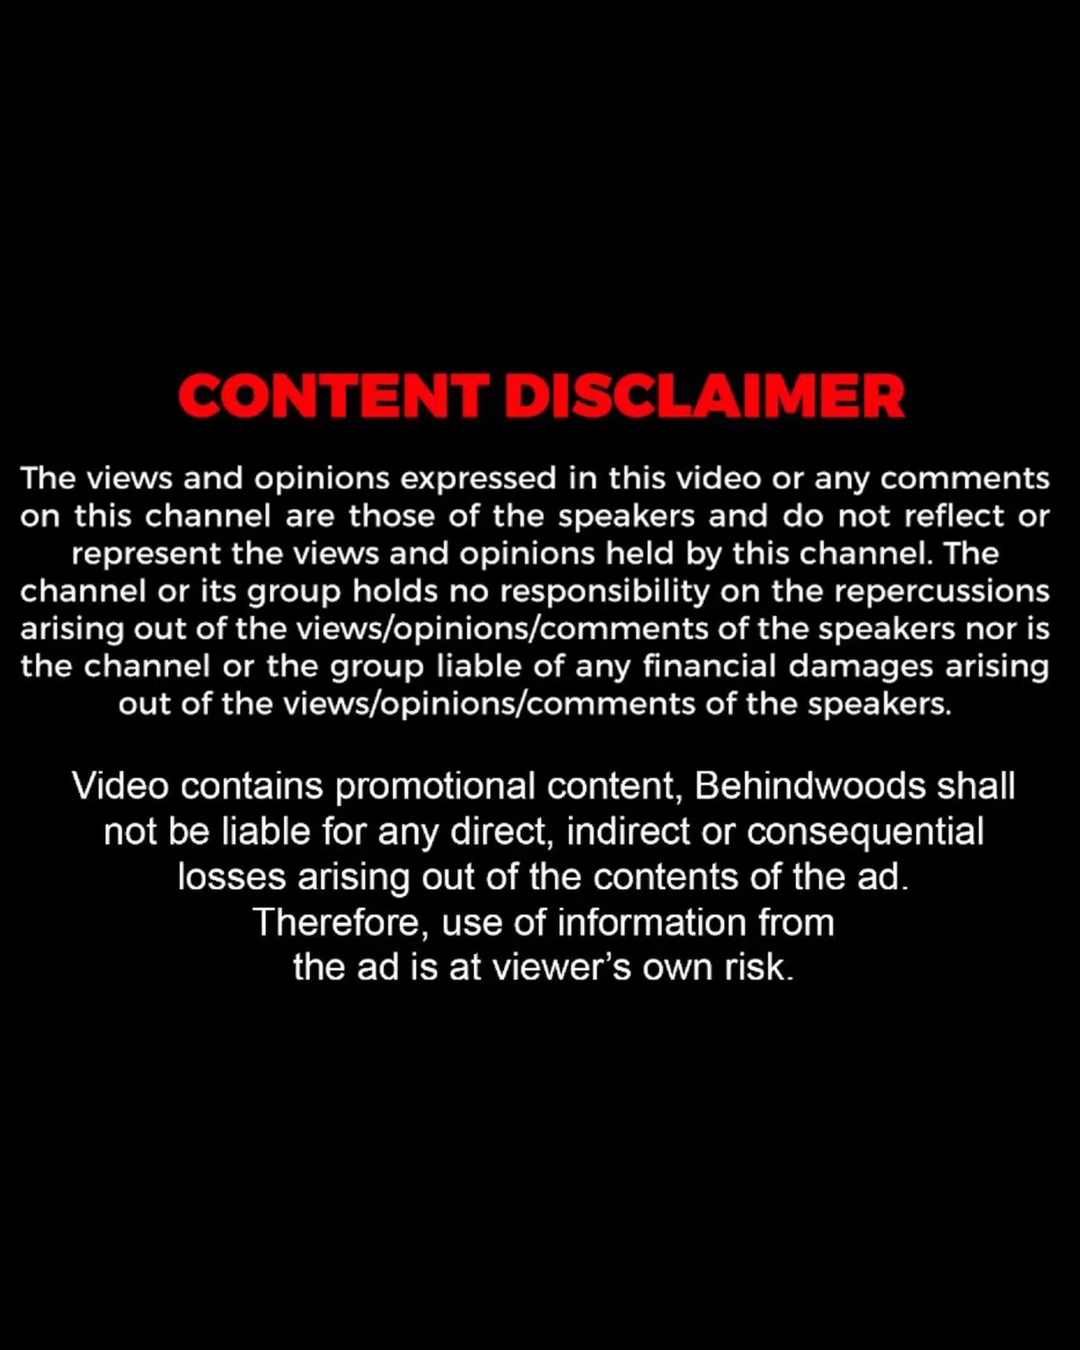 CONTENT DISCLAIMER
The views and opinions expressed in this video or any comments
on this channel are those of the speakers and do not reflect or
represent the views and opinions held by this channel. The
channel or its group holds no responsibility on the repercussions
arising out of the views/opinions/comments of the speakers nor is
the channel or the group liable of any financial damages arising
out of the views/opinions/comments of the speakers.
Video contains promotional content, Behindwoods shall
not be liable for any direct, indirect or consequential
losses arising out of the contents of the ad.
Therefore, use of information from
the ad is at viewer’s own risk.